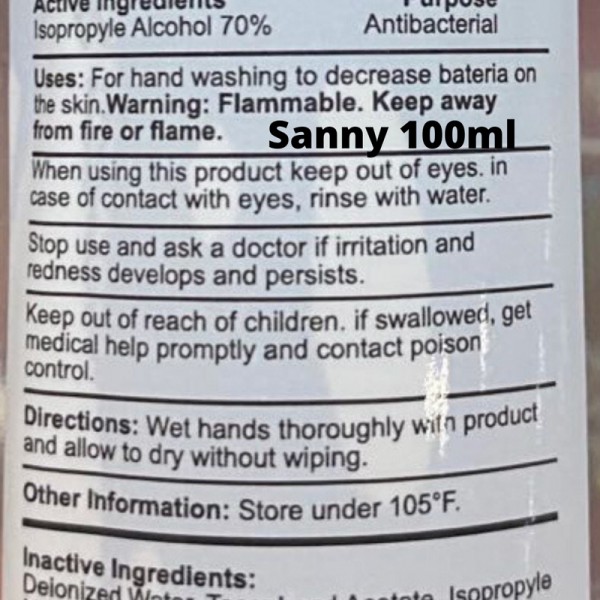 Active Ingredients Purpose
Isopropyle Alcohol 70% Antibacterial
Uses: For hand washing to decrease bateria on
the skin.Warning: Flammable. Keep away
from fire or flame.
Sanny 100ml
When using this product keep out of eyes. in
case of contact with eyes, rinse with water.
Stop use and ask a doctor if irritation and
redness develops and persists.
Keep out of reach of children. if swallowed, get
medical help promptly and contact poison
control.
Directions: Wet hands thoroughly with product
and allow to dry without wiping.
Other Information: Store under 105°F.
Inactive Ingredients:
Deionized Water, Acetate, Isopropyle